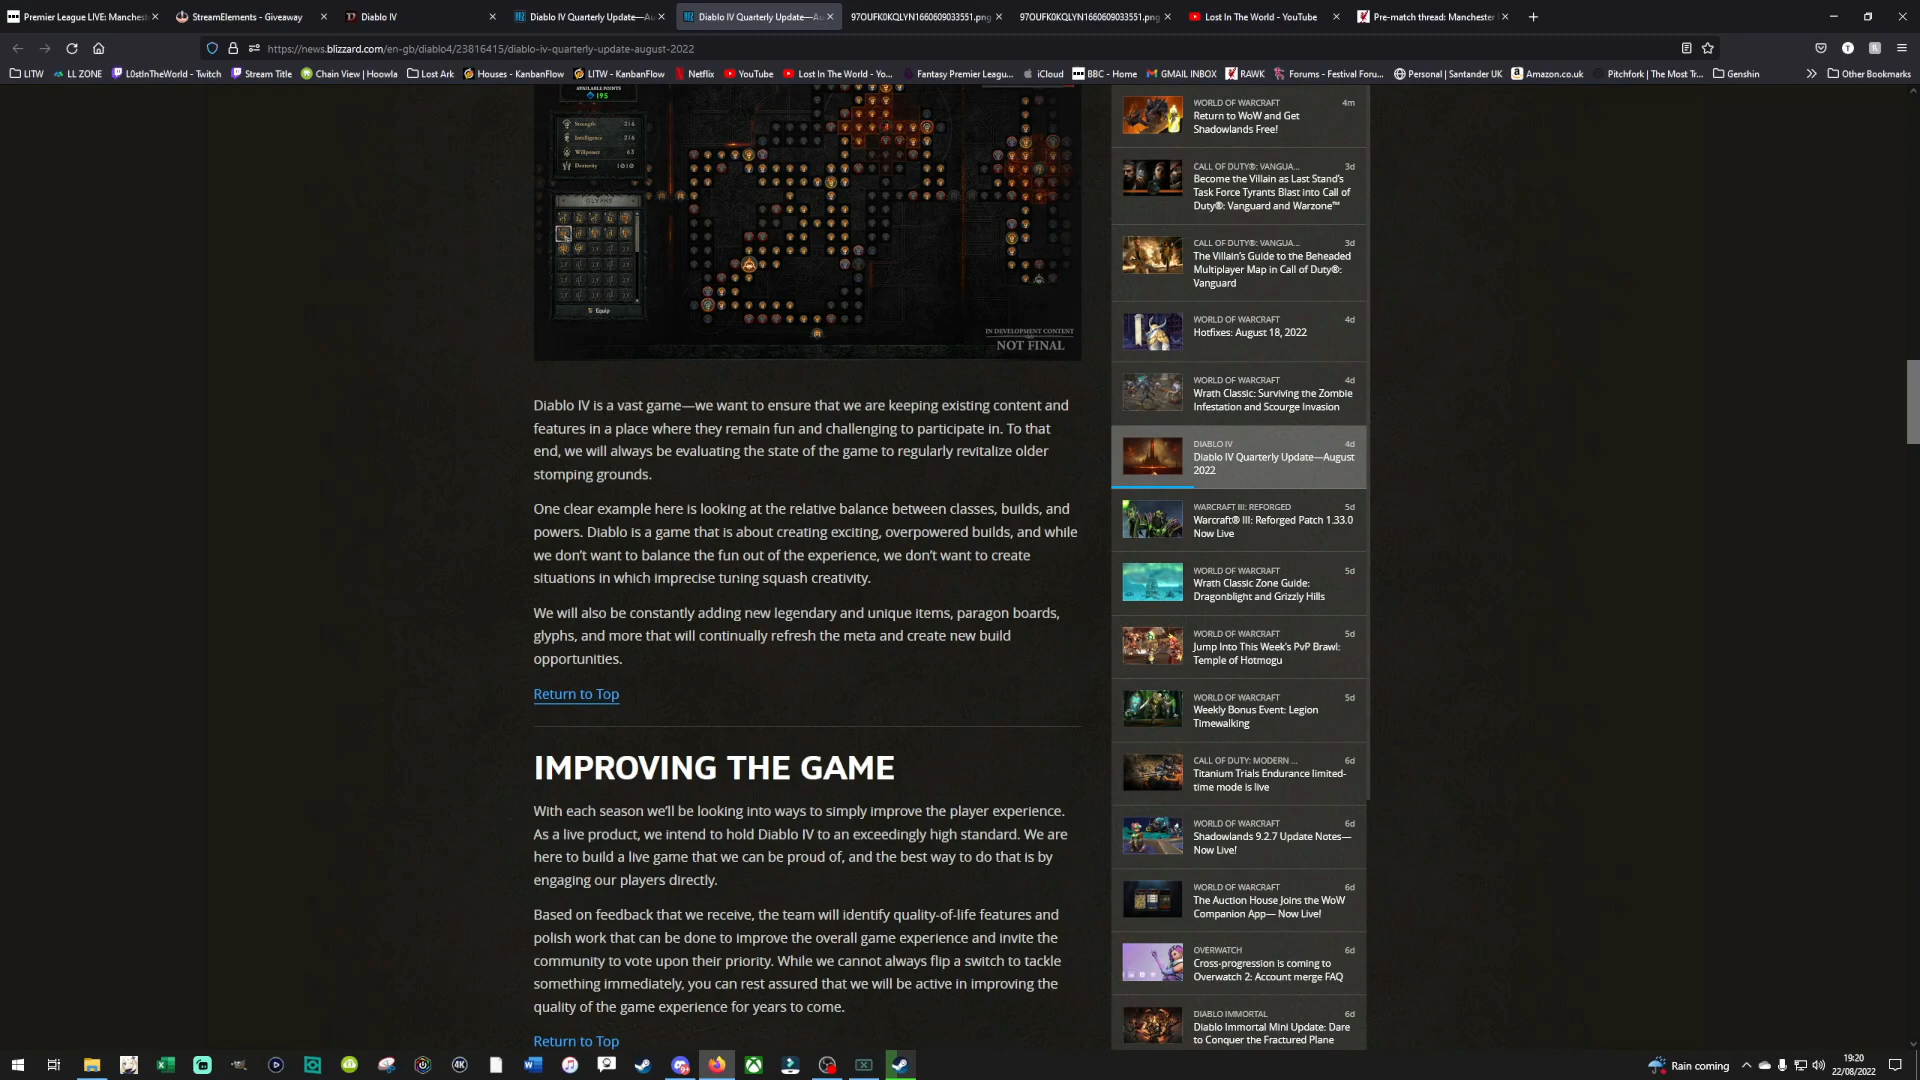 Premier League LIVE: Manchest
StreamElements - Giveaway
Diablo IV
Diablo IV Quarterly Update—Au
Diablo IV Quarterly Update—Au
97OUFK0KQLYN1660609033551.png
97OUFK0KQLYN1660609033551.png
Lost In The World - YouTube
Pre-match thread: Manchester
https://news.blizzard.com/en-gb/diablo4/23816415/diablo-iv-quarterly-update-august-2022
LITW
LL ZONE
L0stInTheWorld - Twitch
Stream Title
Chain View | Hoowla
Lost Ark
Houses - KanbanFlow
LITW - KanbanFlow
Netflix
YouTube
Lost In The World - Yo...
Fantasy Premier Leag...
iCloud
BBC - Home
GMAIL INBOX
RAWK
Forums - Festival Foru...
Personal | Santander UK
Amazon.co.uk
Pitchfork | The Most Tr...
Genshin
Other Bookmarks
AVAILABLE POINTS
195
Strength 216
Intelligence 216
Willpower 63
Dexterity 1010
GLYPHS
Equip
IN DEVELOPMENT CONTENT
NOT FINAL
Diablo IV is a vast game—we want to ensure that we are keeping existing content and
features in a place where they remain fun and challenging to participate in. To that
end, we will always be evaluating the state of the game to regularly revitalize older
stomping grounds.
One clear example here is looking at the relative balance between classes, builds, and
powers. Diablo is a game that is about creating exciting, overpowered builds, and while
we don't want to balance the fun out of the experience, we don't want to create
situations in which imprecise tuning squash creativity.
We will also be constantly adding new legendary and unique items, paragon boards,
glyphs, and more that will continually refresh the meta and create new build
opportunities.
Return to Top
IMPROVING THE GAME
With each season we'll be looking into ways to simply improve the player experience.
As a live product, we intend to hold Diablo IV to an exceedingly high standard. We are
here to build a live game that we can be proud of, and the best way to do that is by
engaging our players directly.
Based on feedback that we receive, the team will identify quality-of-life features and
polish work that can be done to improve the overall game experience and invite the
community to vote upon their priority. While we cannot always flip a switch to tackle
something immediately, you can rest assured that we will be active in improving the
quality of the game experience for years to come.
Return to Top
WORLD OF WARCRAFT 4m
Return to WoW and Get
Shadowlands Free!
CALL OF DUTY®: VANGUA... 3d
Become the Villain as Last Stand's
Task Force Tyrants Blast into Call of
Duty®: Vanguard and Warzone™
CALL OF DUTY®: VANGUA... 3d
The Villain's Guide to the Beheaded
Multiplayer Map in Call of Duty®:
Vanguard
WORLD OF WARCRAFT 4d
Hotfixes: August 18, 2022
WORLD OF WARCRAFT 4d
Wrath Classic: Surviving the Zombie
Infestation and Scourge Invasion
DIABLO IV 4d
Diablo IV Quarterly Update—August
2022
WARCRAFT III: REFORGED 5d
Warcraft® III: Reforged Patch 1.33.0
Now Live
WORLD OF WARCRAFT 5d
Wrath Classic Zone Guide:
Dragonblight and Grizzly Hills
WORLD OF WARCRAFT 5d
Jump Into This Week's PvP Brawl:
Temple of Hotmogu
WORLD OF WARCRAFT 5d
Weekly Bonus Event: Legion
Timewalking
CALL OF DUTY: MODERN ... 6d
Titanium Trials Endurance limited-
time mode is live
WORLD OF WARCRAFT 6d
Shadowlands 9.2.7 Update Notes—
Now Live!
WORLD OF WARCRAFT 6d
The Auction House Joins the WoW
Companion App— Now Live!
OVERWATCH 6d
Cross-progression is coming to
Overwatch 2: Account merge FAQ
DIABLO IMMORTAL 6d
Diablo Immortal Mini Update: Dare
to Conquer the Fractured Plane
4K
Rain coming
19:20
22/08/2022